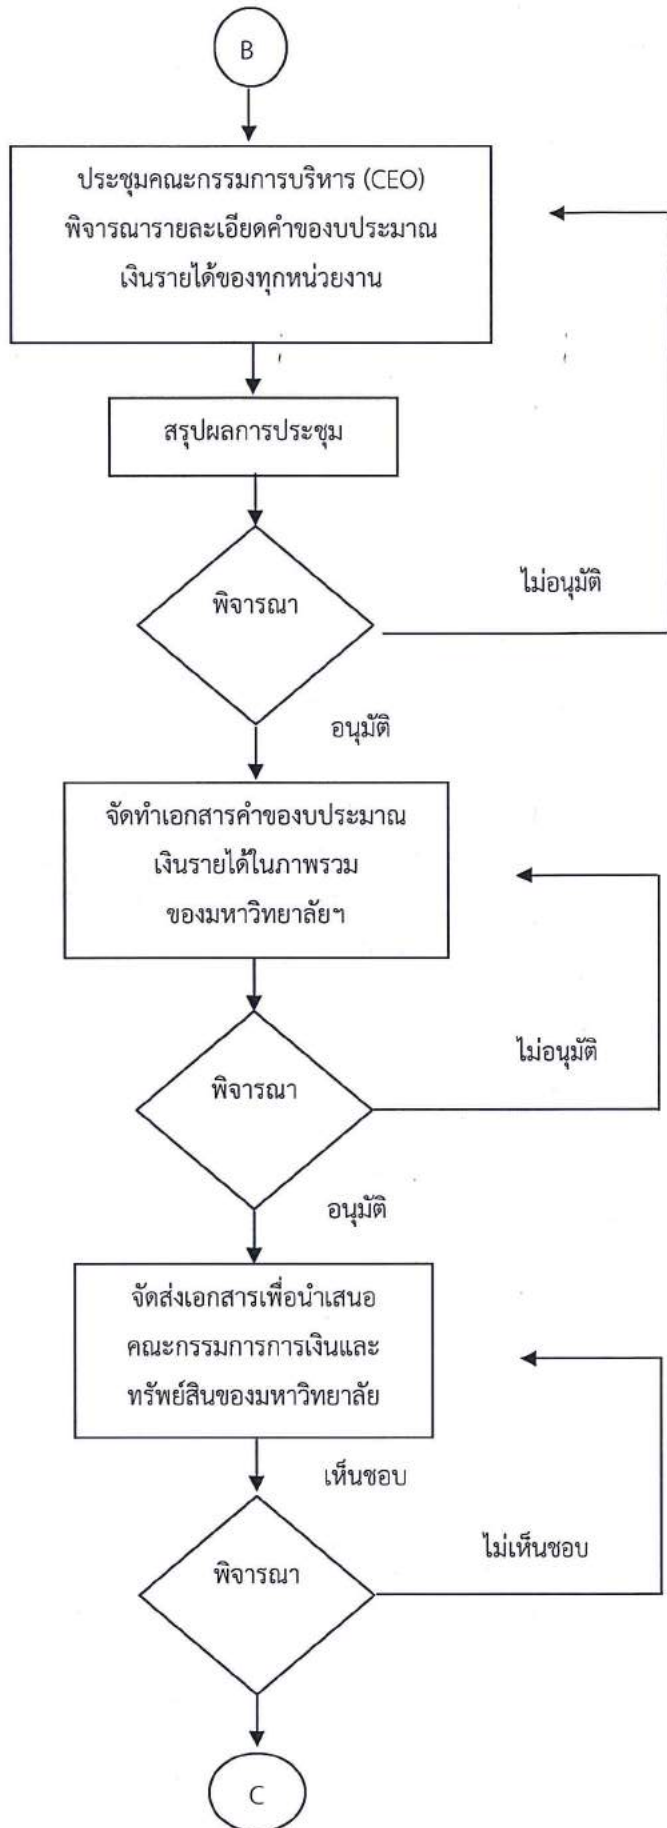 B
ประชุมคณะกรรมการบริหาร (CEO)
พิจารณารายละเอียดคำของบประมาณ
เงินรายได้ของทุกหน่วยงาน
สรุปผลการประชุม
พิจารณา
ไม่อนุมัติ
อนุมัติ
จัดทำเอกสารคำของบประมาณ
เงินรายได้ในภาพรวม
ของมหาวิทยาลัยฯ
พิจารณา
ไม่อนุมัติ
อนุมัติ
จัดส่งเอกสารเพื่อนำเสนอ
คณะกรรมการการเงินและ
ทรัพย์สินของมหาวิทยาลัย
เห็นชอบ
พิจารณา
ไม่เห็นชอบ
C